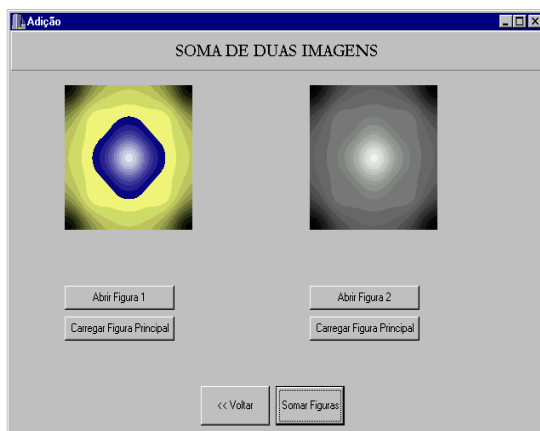 Adição
SOMA DE DUAS IMAGENS
Abrir Figura 1
Abrir Figura 2
Carregar Figura Principal
Carregar Figura Principal
<< Voltar
Somar Figuras